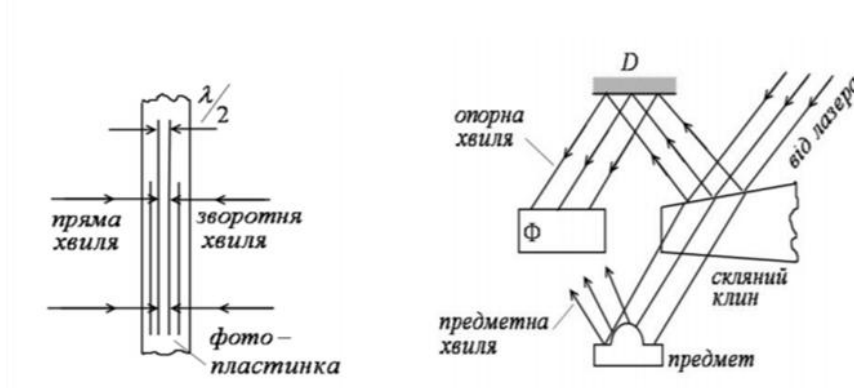 λ/2
пряма
хвиля
зворотня
хвиля
фото –
пластинка
D
опорна
хвиля
від лазера
Ф
скляний
клин
предметна
хвиля
предмет